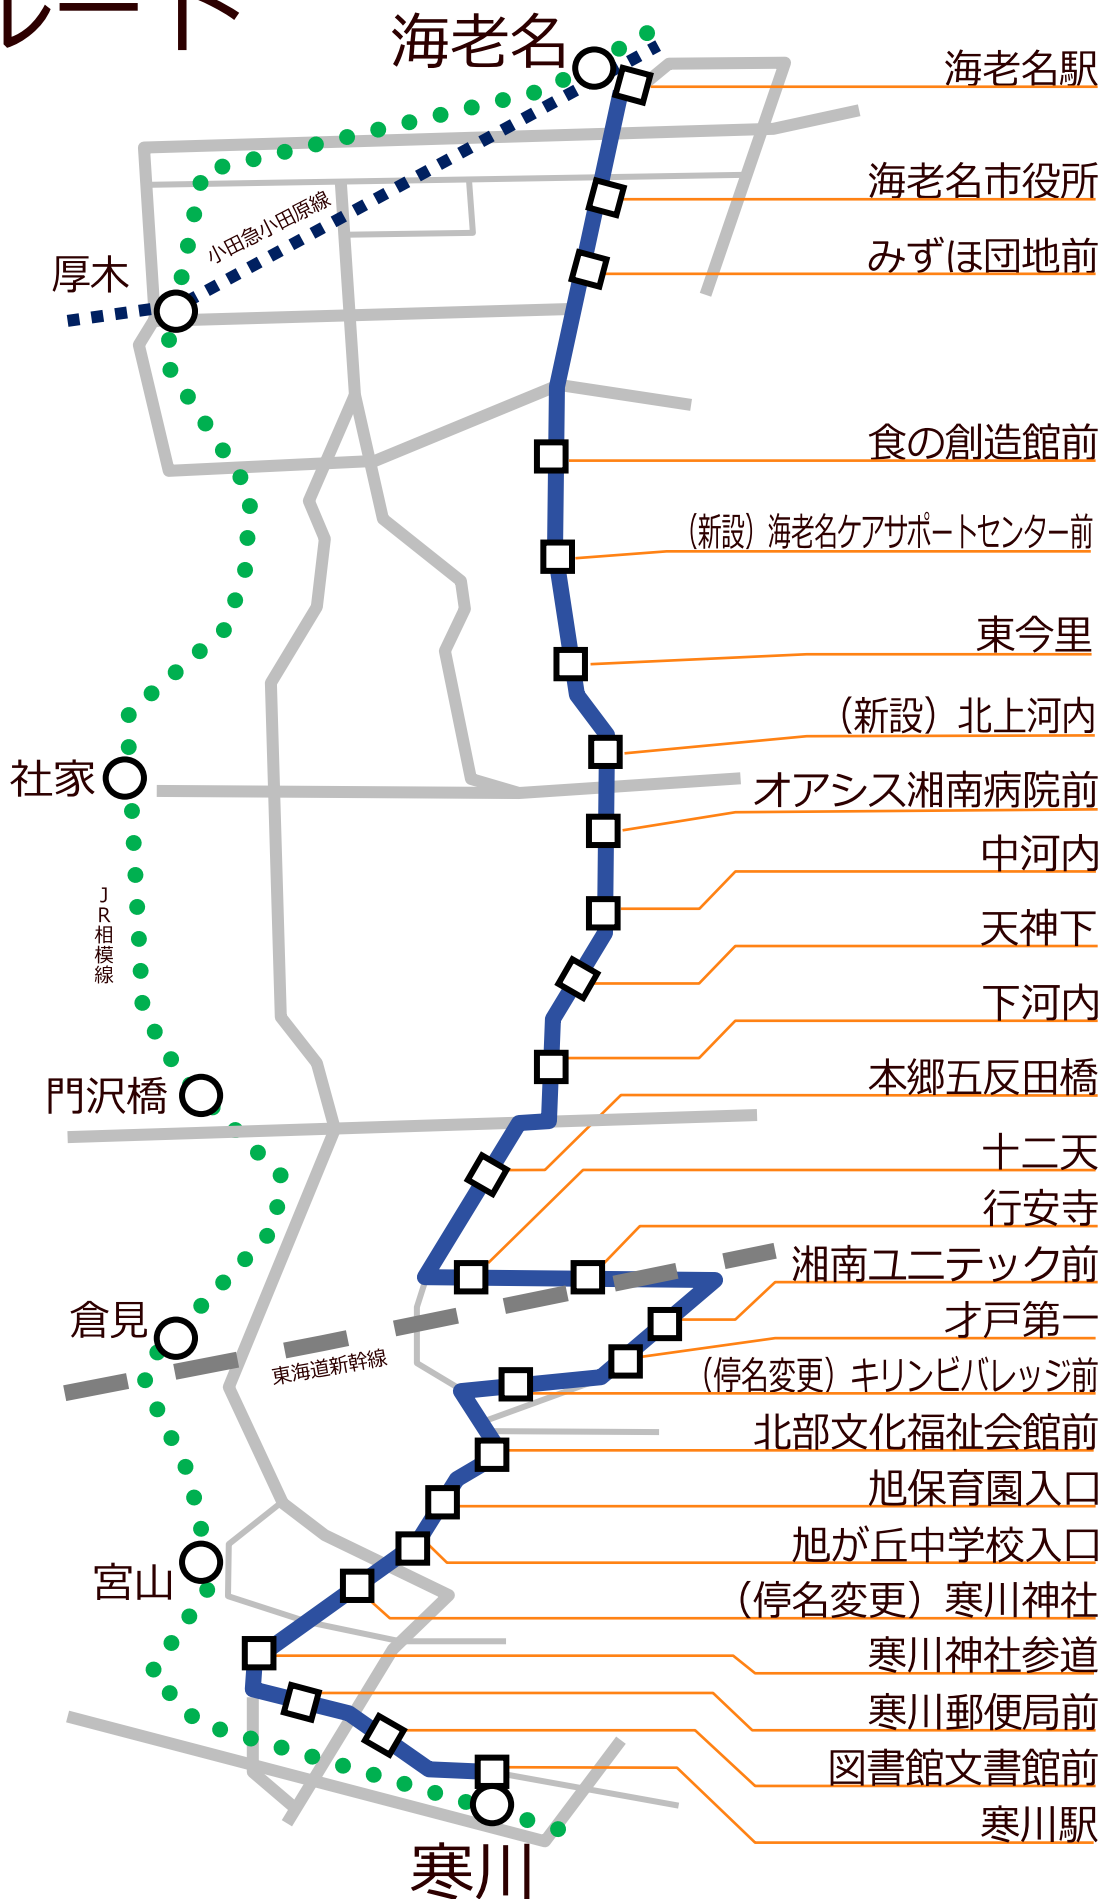 ルート
海老名
海老名駅
海老名市役所
小田急小田原線
みずほ団地前
厚木
食の創造館前
（新設）海老名ケアサポートセンター前
東今里
（新設）北上河内
社家
オアシス湘南病院前
中河内
JR相模線
天神下
下河内
門沢橋
本郷五反田橋
十二天
行安寺
湘南ユニテック前
倉見
才戸第一
東海道新幹線
（停名変更）キリンビバレッジ前
北部文化福祉会館前
旭保育園入口
旭が丘中学校入口
宮山
（停名変更）寒川神社
寒川神社参道
寒川郵便局前
図書館文書館前
寒川駅
寒川